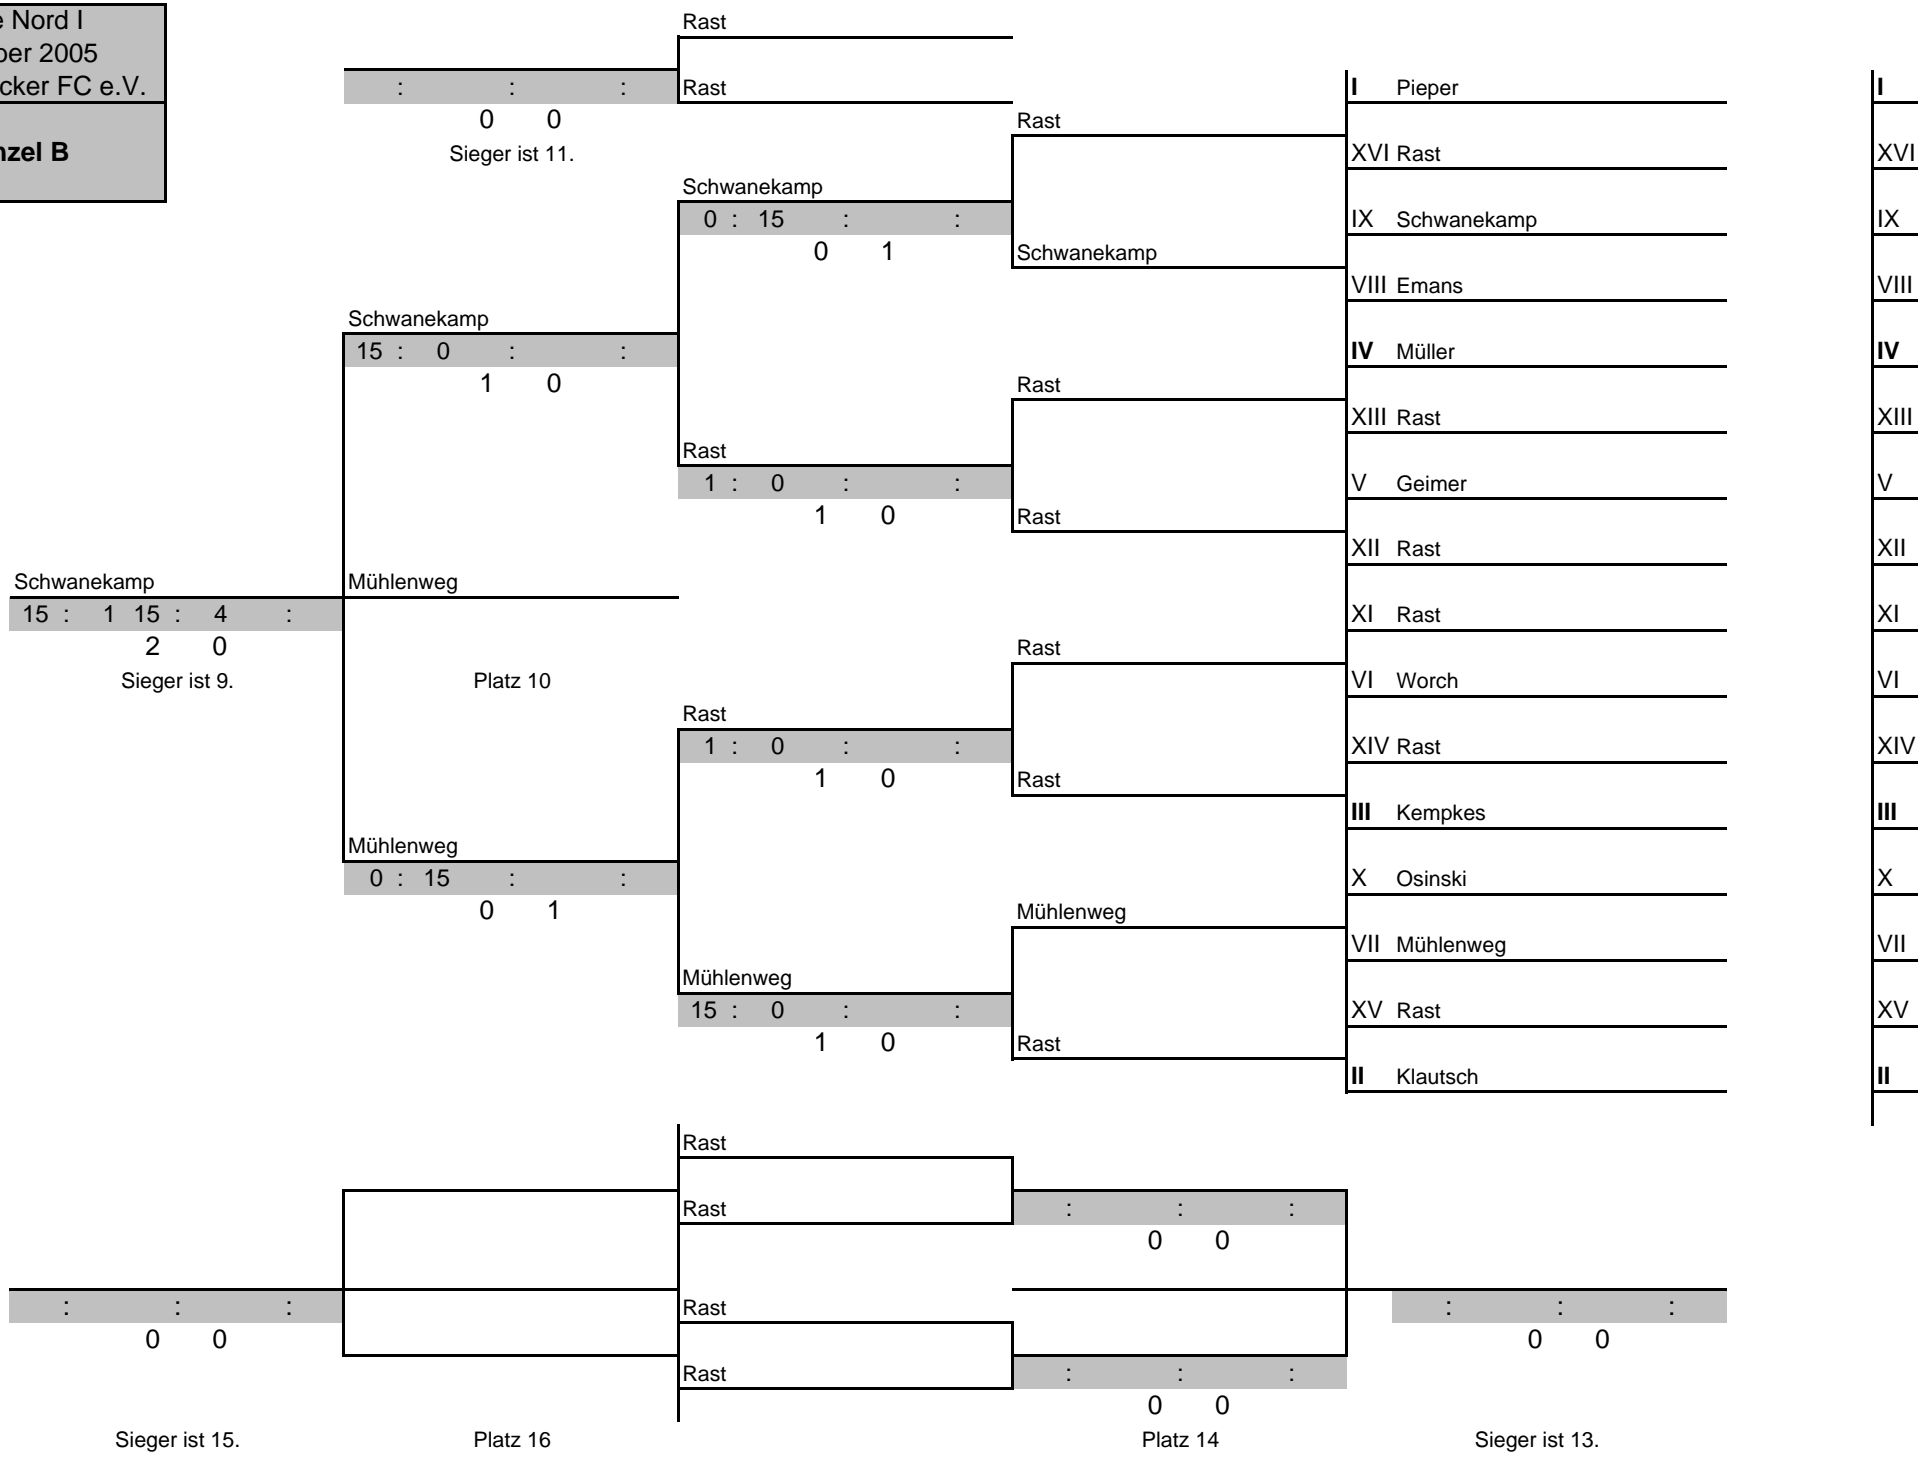 e Nord I
ber 2005
cker FC e.V.
nzel B
Rast
: : : Rast
0 0
Sieger ist 11.
Rast
Schwanekamp
0 : 15 : :
0 1
Schwanekamp
Schwanekamp
15 : 0 : :
1 0
Rast
Rast
1 : 0 : :
1 0
Rast
Schwanekamp
15 : 1 15 : 4 :
2 0
Sieger ist 9.
Mühlenweg
Platz 10
Rast
Rast
1 : 0 : :
1 0
Rast
Mühlenweg
0 : 15 : :
0 1
Mühlenweg
Mühlenweg
15 : 0 : :
1 0
Rast
I Pieper
XVI Rast
IX Schwanekamp
VIII Emans
IV Müller
XIII Rast
V Geimer
XII Rast
XI Rast
VI Worch
XIV Rast
III Kempkes
X Osinski
VII Mühlenweg
XV Rast
II Klautsch
I
XVI
IX
VIII
IV
XIII
V
XII
XI
VI
XIV
III
X
VII
XV
II
Rast
Rast
: : :
0 0
Rast
: : :
0 0
: : :
0 0
Rast
: : :
0 0
Sieger ist 15.
Platz 16
Platz 14
Sieger ist 13.